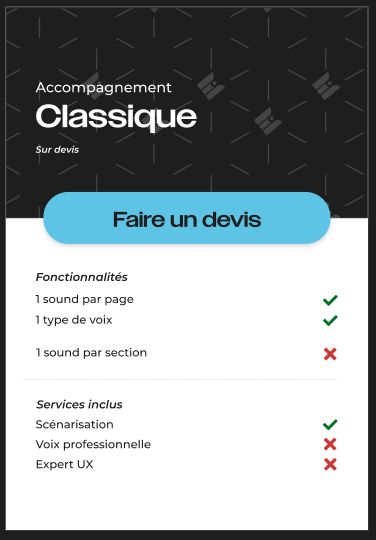 Accompagnement
Classique
Sur devis
Faire un devis
Fonctionnalités
1 sound par page
1 type de voix
1 sound par section
Services inclus
Scénarisation
Voix professionnelle
Expert UX